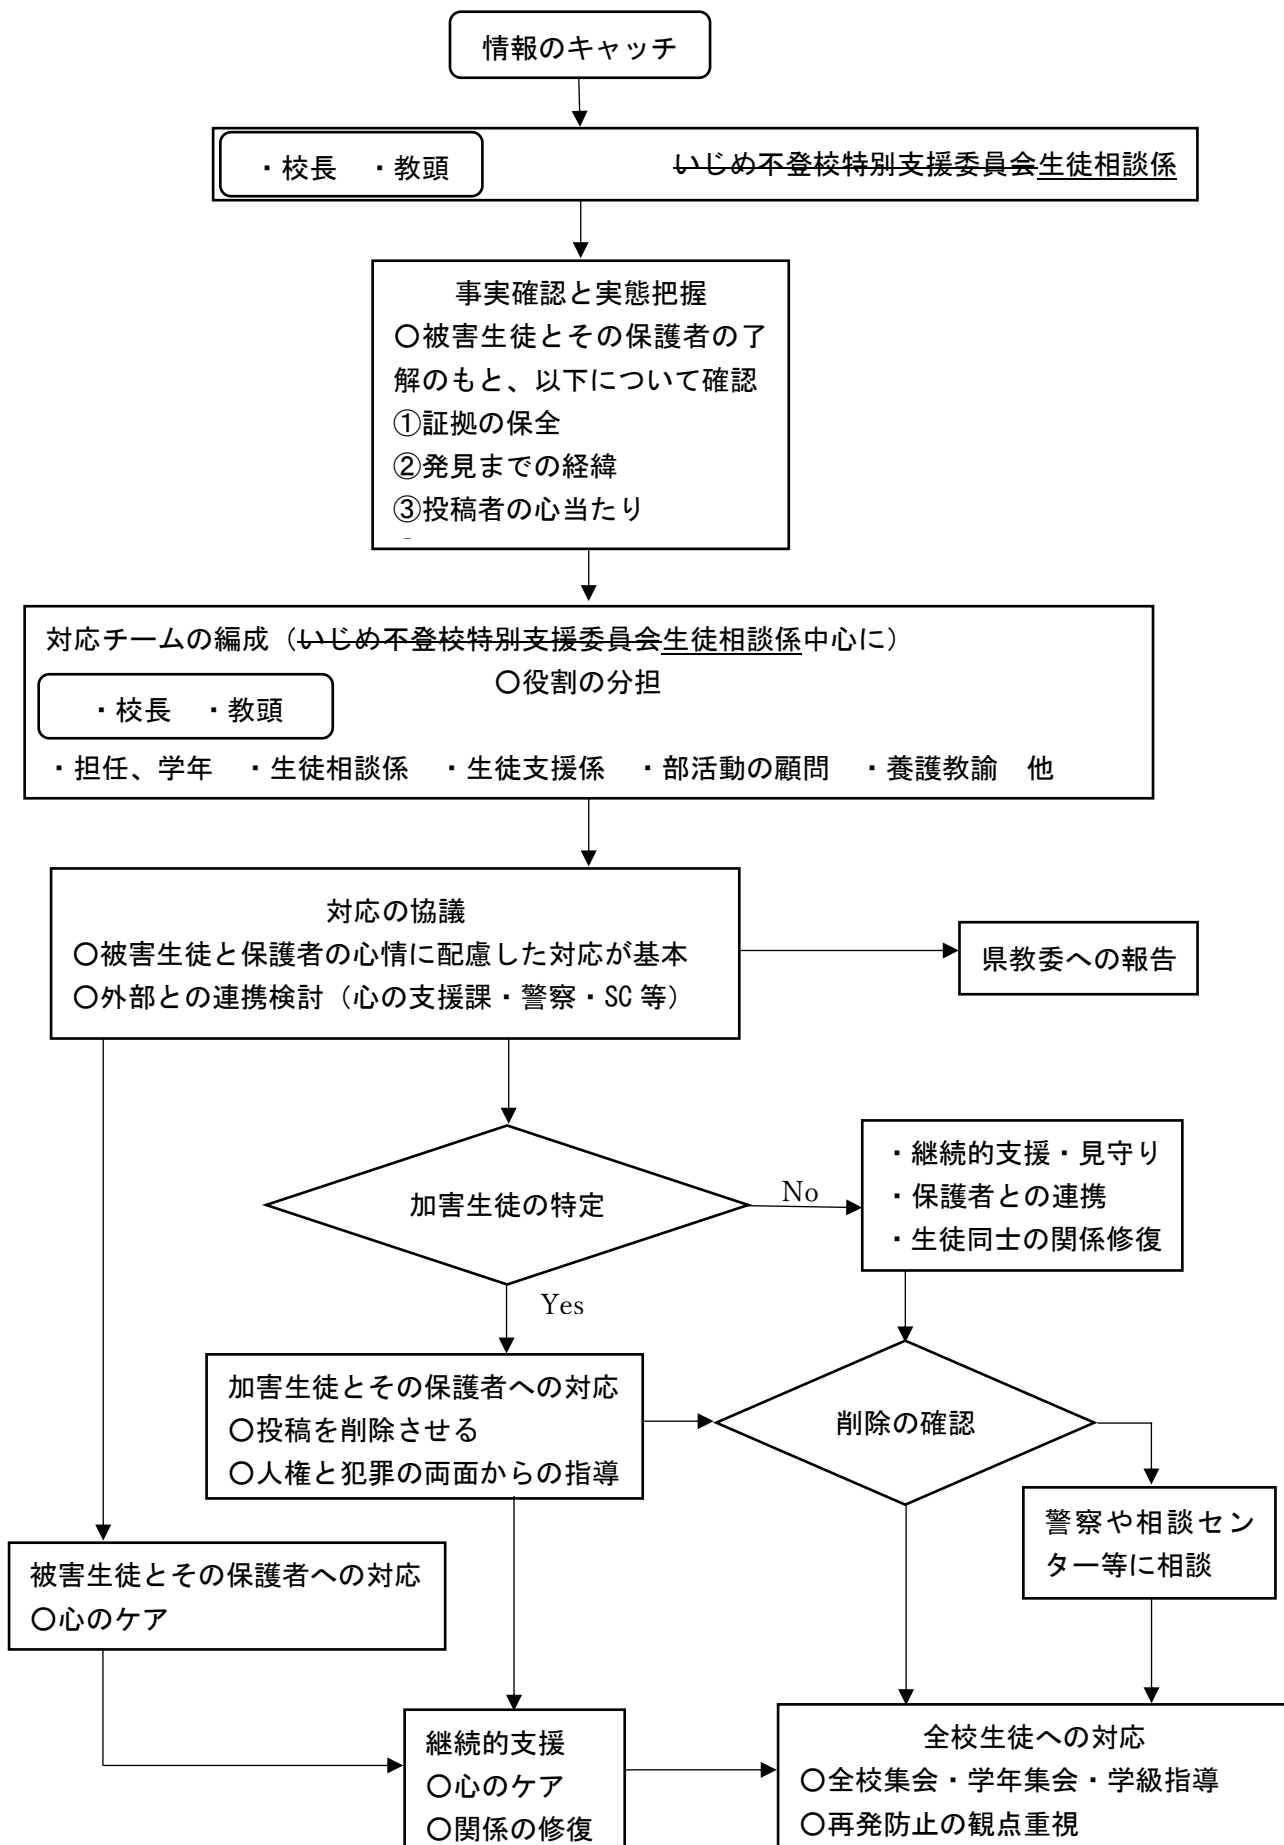 情報のキャッチ
・校長　・教頭
いじめ不登校特別支援委員会生徒相談係
事実確認と実態把握
〇被害生徒とその保護者の了
解のもと、以下について確認
①証拠の保全
②発見までの経緯
③投稿者の心当たり
対応チームの編成（いじめ不登校特別支援委員会生徒相談係中心に）
〇役割の分担
・校長　・教頭
・担任、学年　・生徒相談係　・生徒支援係　・部活動の顧問　・養護教諭　他
対応の協議
〇被害生徒と保護者の心情に配慮した対応が基本
〇外部との連携検討（心の支援課・警察・SC 等）
県教委への報告
加害生徒の特定
No
・継続的支援・見守り
・保護者との連携
・生徒同士の関係修復
Yes
加害生徒とその保護者への対応
〇投稿を削除させる
〇人権と犯罪の両面からの指導
削除の確認
警察や相談セン
ター等に相談
被害生徒とその保護者への対応
〇心のケア
継続的支援
〇心のケア
〇関係の修復
全校生徒への対応
〇全校集会・学年集会・学級指導
〇再発防止の観点重視